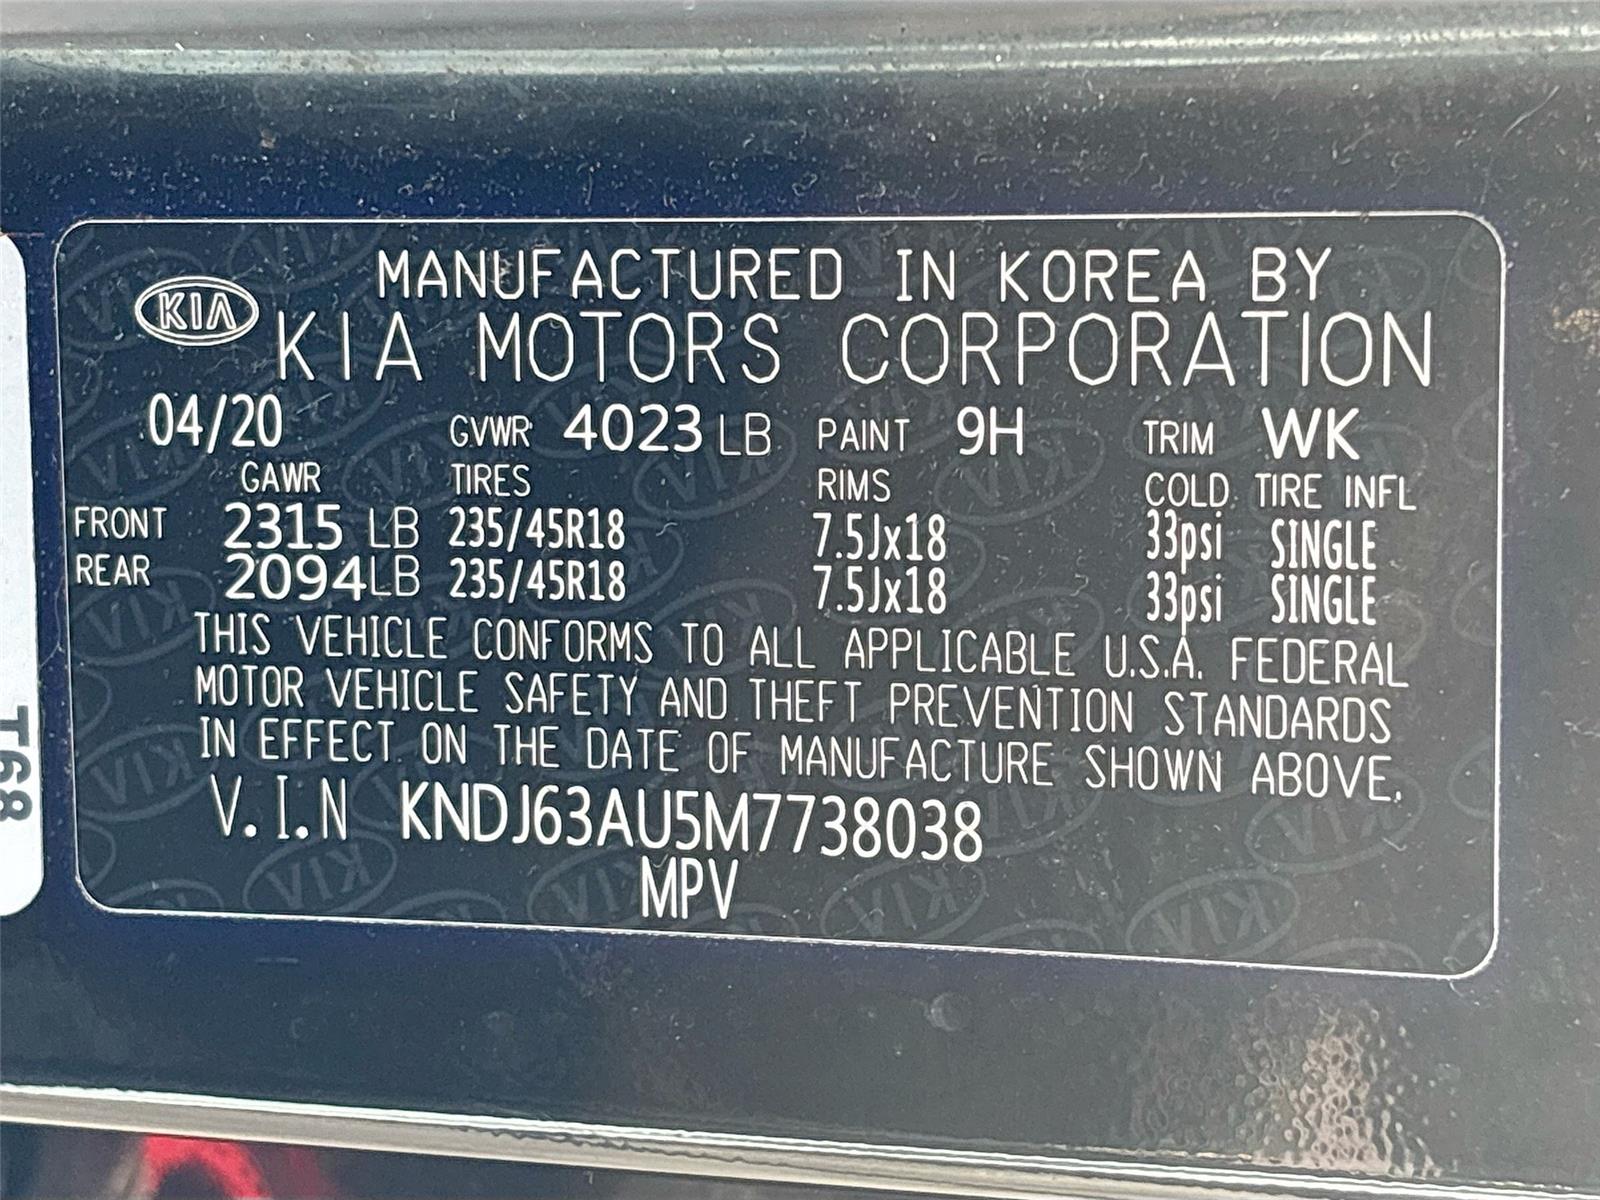 KIA
MANUFACTURED IN KOREA BY
KIA MOTORS CORPORATION
04/20 GVWR 4023 LB PAINT 9H TRIM WK
GAWR TIRES RIMS COLD TIRE INFL
FRONT 2315 LB 235/45R18 7.5Jx18 33psi SINGLE
REAR 2094LB 235/45R18 7.5Jx18 33psi SINGLE
THIS VEHICLE CONFORMS TO ALL APPLICABLE U.S.A. FEDERAL
MOTOR VEHICLE SAFETY AND THEFT PREVENTION STANDARDS
IN EFFECT ON THE DATE OF MANUFACTURE SHOWN ABOVE.
V.I.N KNDJ63AU5M7738038
MPV
T68